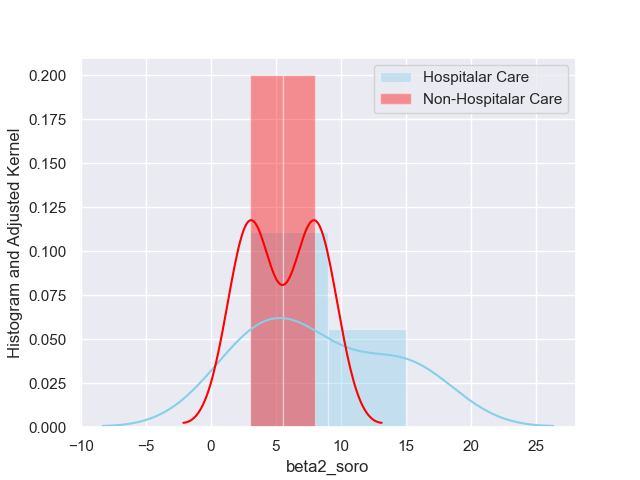 Hospitalar Care
Non-Hospitalar Care
Histogram and Adjusted Kernel
0.200
0.175
0.150
0.125
0.100
0.075
0.050
0.025
0.000
−10 −5 0 5 10 15 20 25
beta2_soro